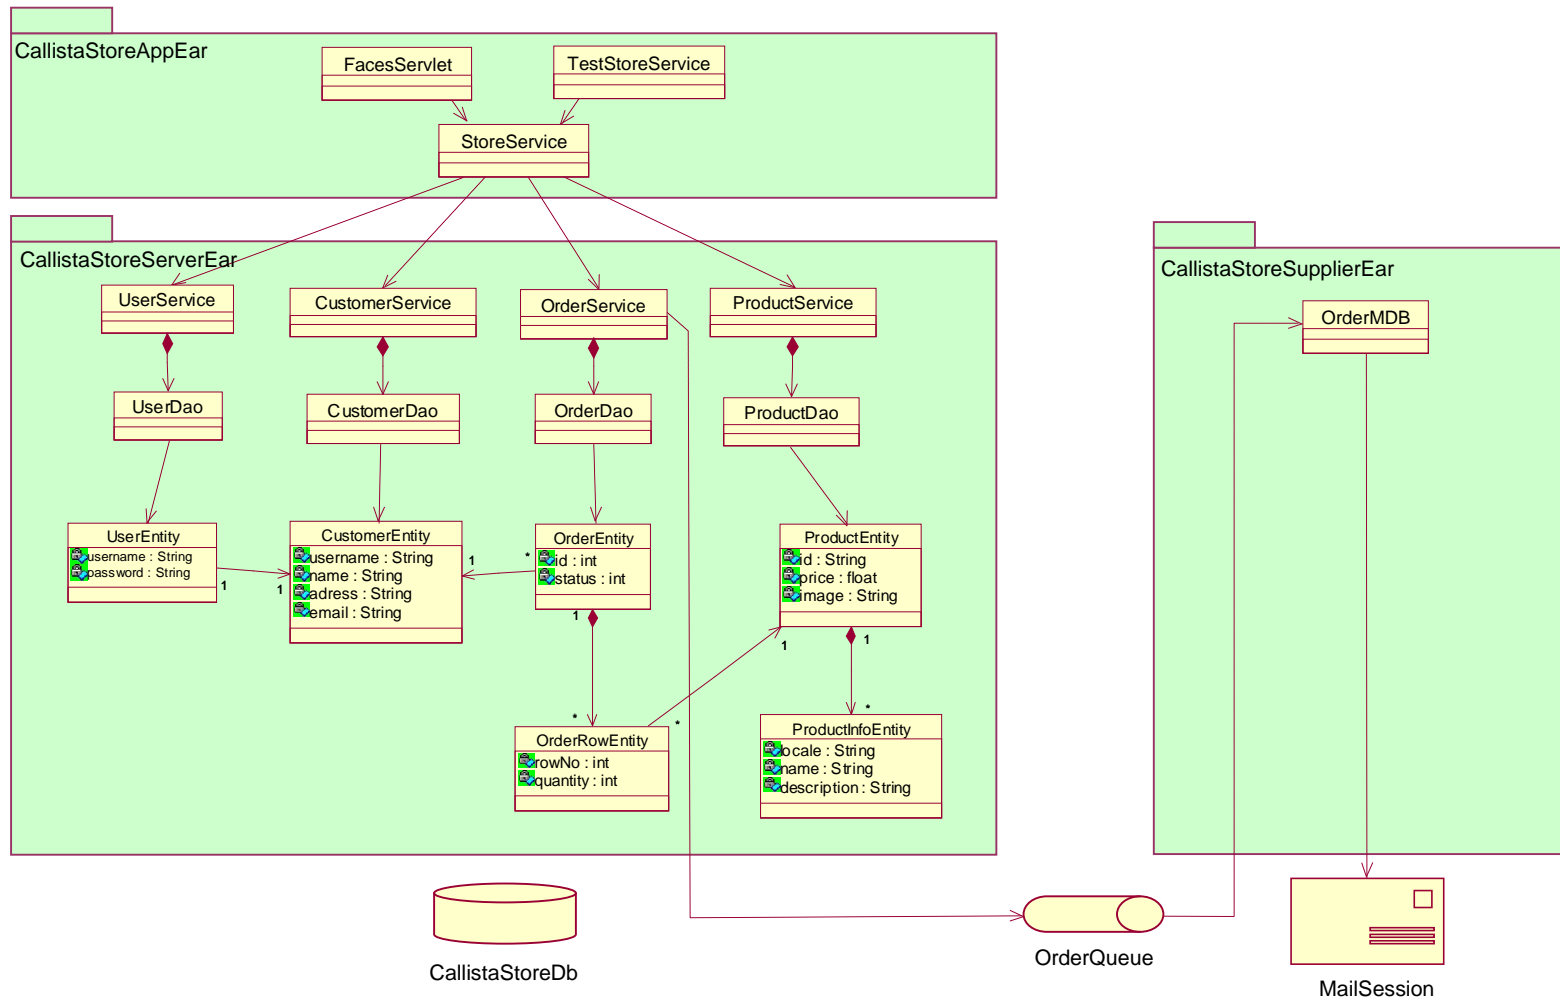 CallistaStoreAppEar
FacesServlet
TestStoreService
StoreService
CallistaStoreServerEar
UserService
CustomerService
OrderService
ProductService
UserDao
CustomerDao
OrderDao
ProductDao
UserEntity
username : String
password : String
1
CustomerEntity
username : String
name : String
adress : String
email : String
1
1
*
OrderEntity
id : int
status : int
1
*
ProductEntity
id : String
price : float
image : String
1
1
*
*
OrderRowEntity
rowNo : int
quantity : int
ProductInfoEntity
locale : String
name : String
description : String
CallistaStoreSupplierEar
OrderMDB
CallistaStoreDb
OrderQueue
MailSession